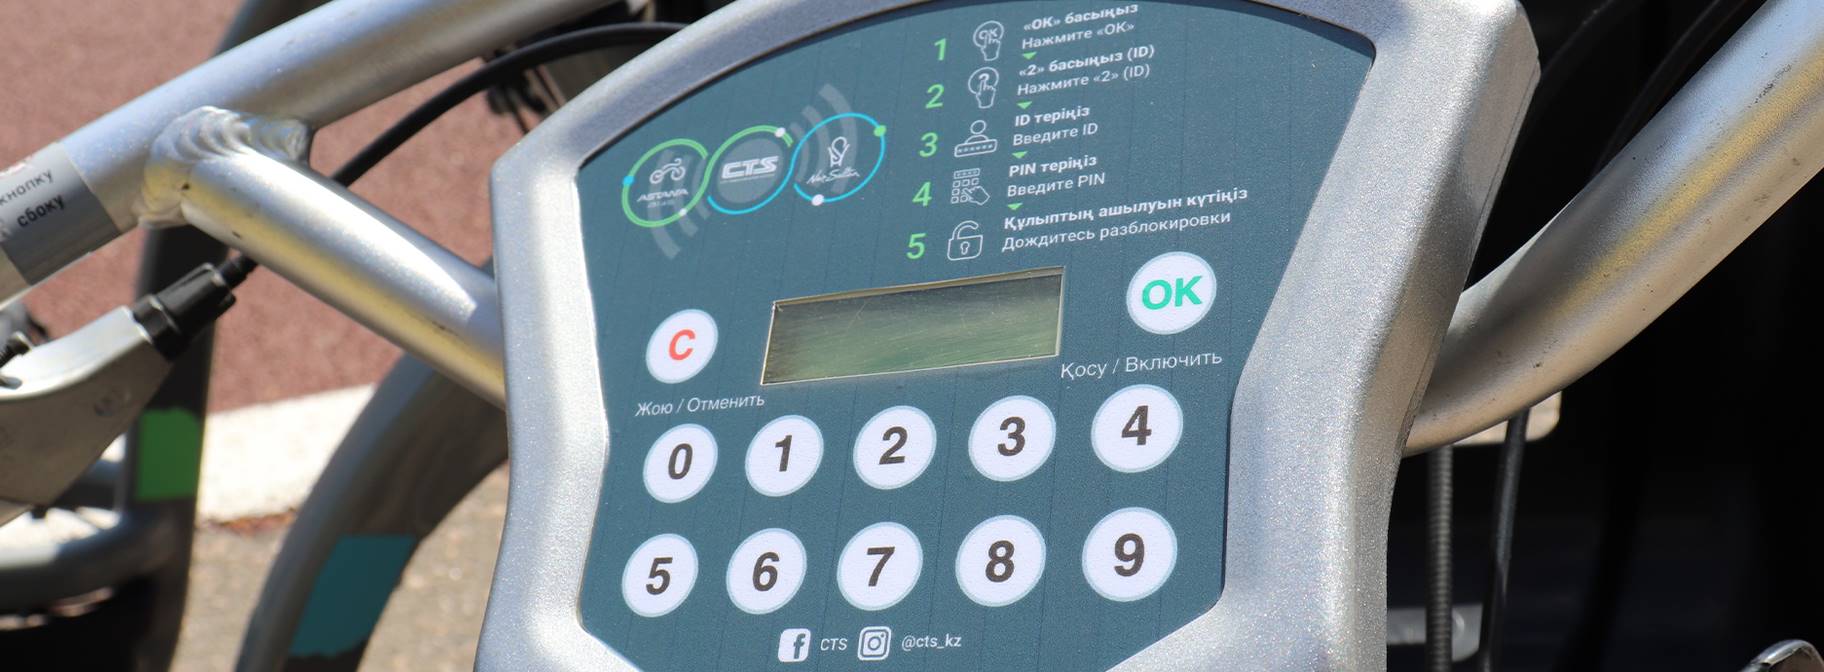 кнопку
сбоку
1
«ОК» басыңыз
Нажмите «ОК»
2
«2» басыңыз (ID)
Нажмите «2» (ID)
3
ID теріңіз
Введите ID
4
PIN теріңіз
Введите PIN
5
Құлыптың ашылуын күтіңіз
Дождитесь разблокировки
ASTANA
CTS
Nur-Sultan
C
OK
Жою / Отменить
Қосу / Включить
0 1 2 3 4
5 6 7 8 9
CTS @cts_kz